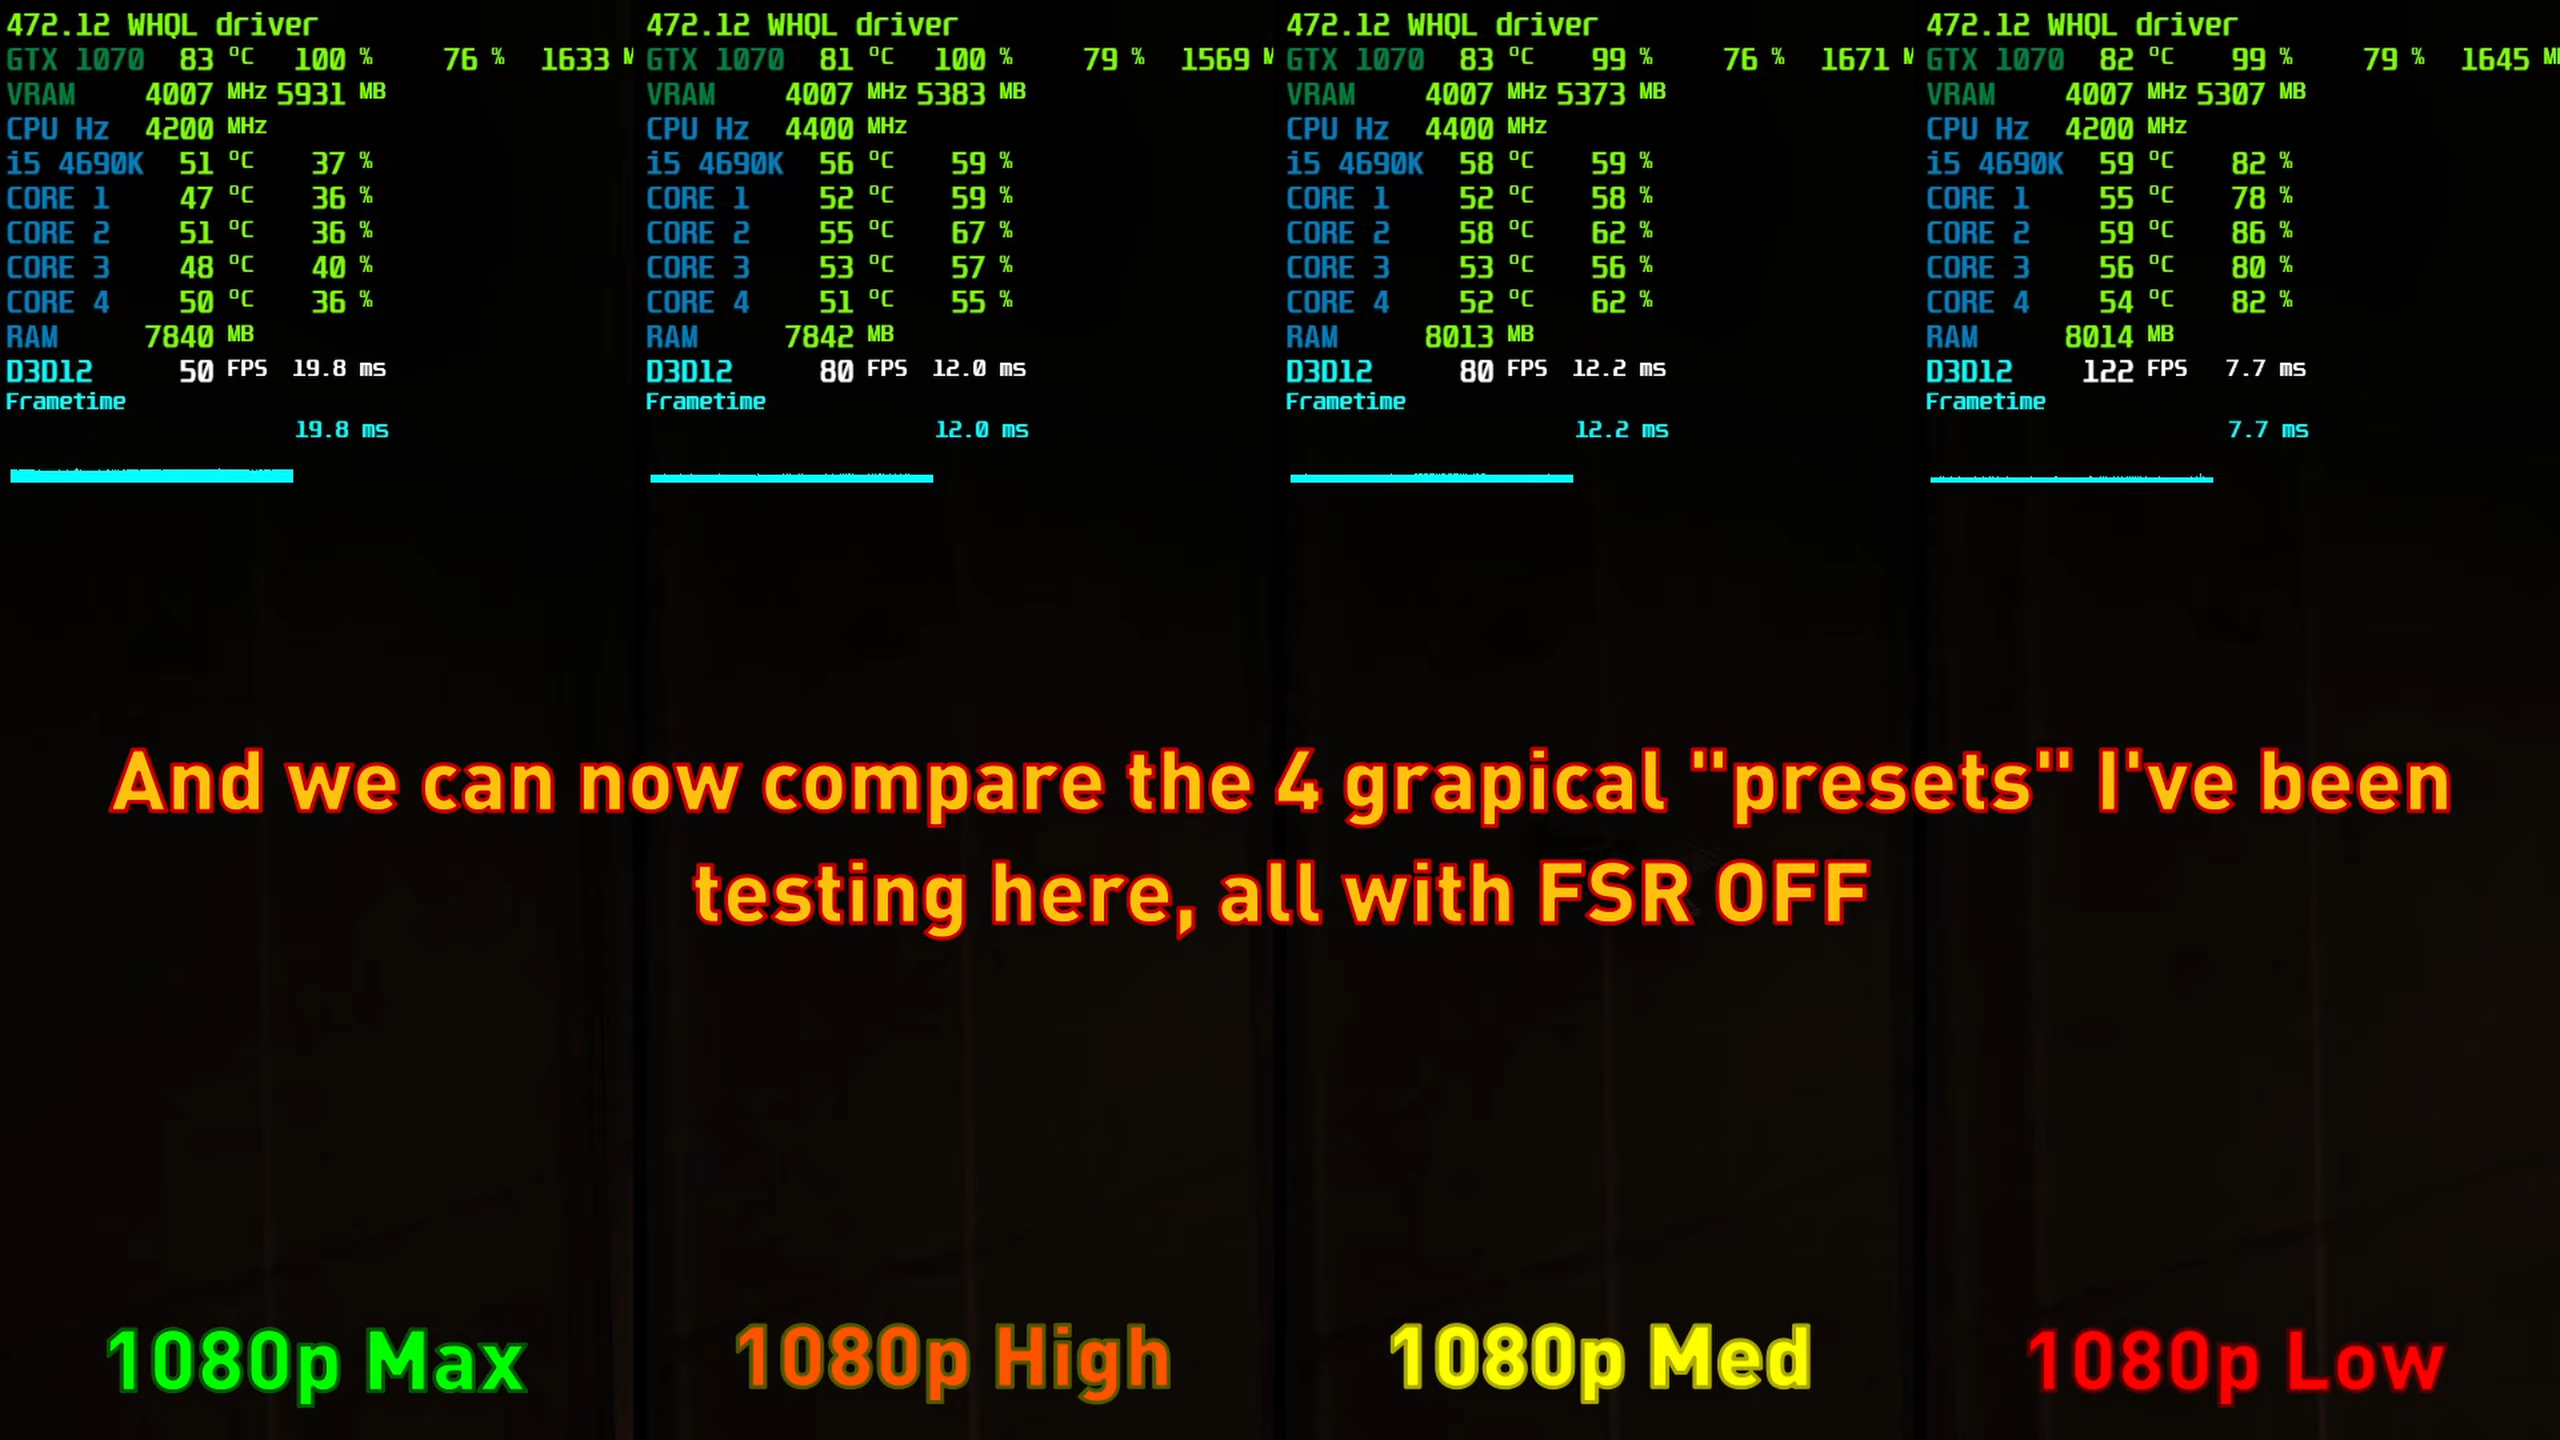 472.12 WHQL driver
GTX 1070 83 °C 100 % 76 % 1633 M
VRAM 4007 MHz 5931 MB
CPU Hz 4200 MHz
i5 4690K 51 °C 37 %
CORE 1 47 °C 36 %
CORE 2 51 °C 36 %
CORE 3 48 °C 40 %
CORE 4 50 °C 36 %
RAM 7840 MB
D3D12 50 FPS 19.8 ms
Frametime
19.8 ms
472.12 WHQL driver
GTX 1070 81 °C 100 % 79 % 1569 M
VRAM 4007 MHz 5383 MB
CPU Hz 4400 MHz
i5 4690K 56 °C 59 %
CORE 1 52 °C 59 %
CORE 2 55 °C 67 %
CORE 3 53 °C 57 %
CORE 4 51 °C 55 %
RAM 7842 MB
D3D12 80 FPS 12.0 ms
Frametime
12.0 ms
472.12 WHQL driver
GTX 1070 83 °C 99 % 76 % 1671 M
VRAM 4007 MHz 5373 MB
CPU Hz 4400 MHz
i5 4690K 58 °C 59 %
CORE 1 52 °C 58 %
CORE 2 58 °C 62 %
CORE 3 53 °C 56 %
CORE 4 52 °C 62 %
RAM 8013 MB
D3D12 80 FPS 12.2 ms
Frametime
12.2 ms
472.12 WHQL driver
GTX 1070 82 °C 99 % 79 % 1645 M
VRAM 4007 MHz 5307 MB
CPU Hz 4200 MHz
i5 4690K 59 °C 82 %
CORE 1 55 °C 78 %
CORE 2 59 °C 86 %
CORE 3 56 °C 80 %
CORE 4 54 °C 82 %
RAM 8014 MB
D3D12 122 FPS 7.7 ms
Frametime
7.7 ms
And we can now compare the 4 grapical "presets" I've been
testing here, all with FSR OFF
1080p Max
1080p High
1080p Med
1080p Low